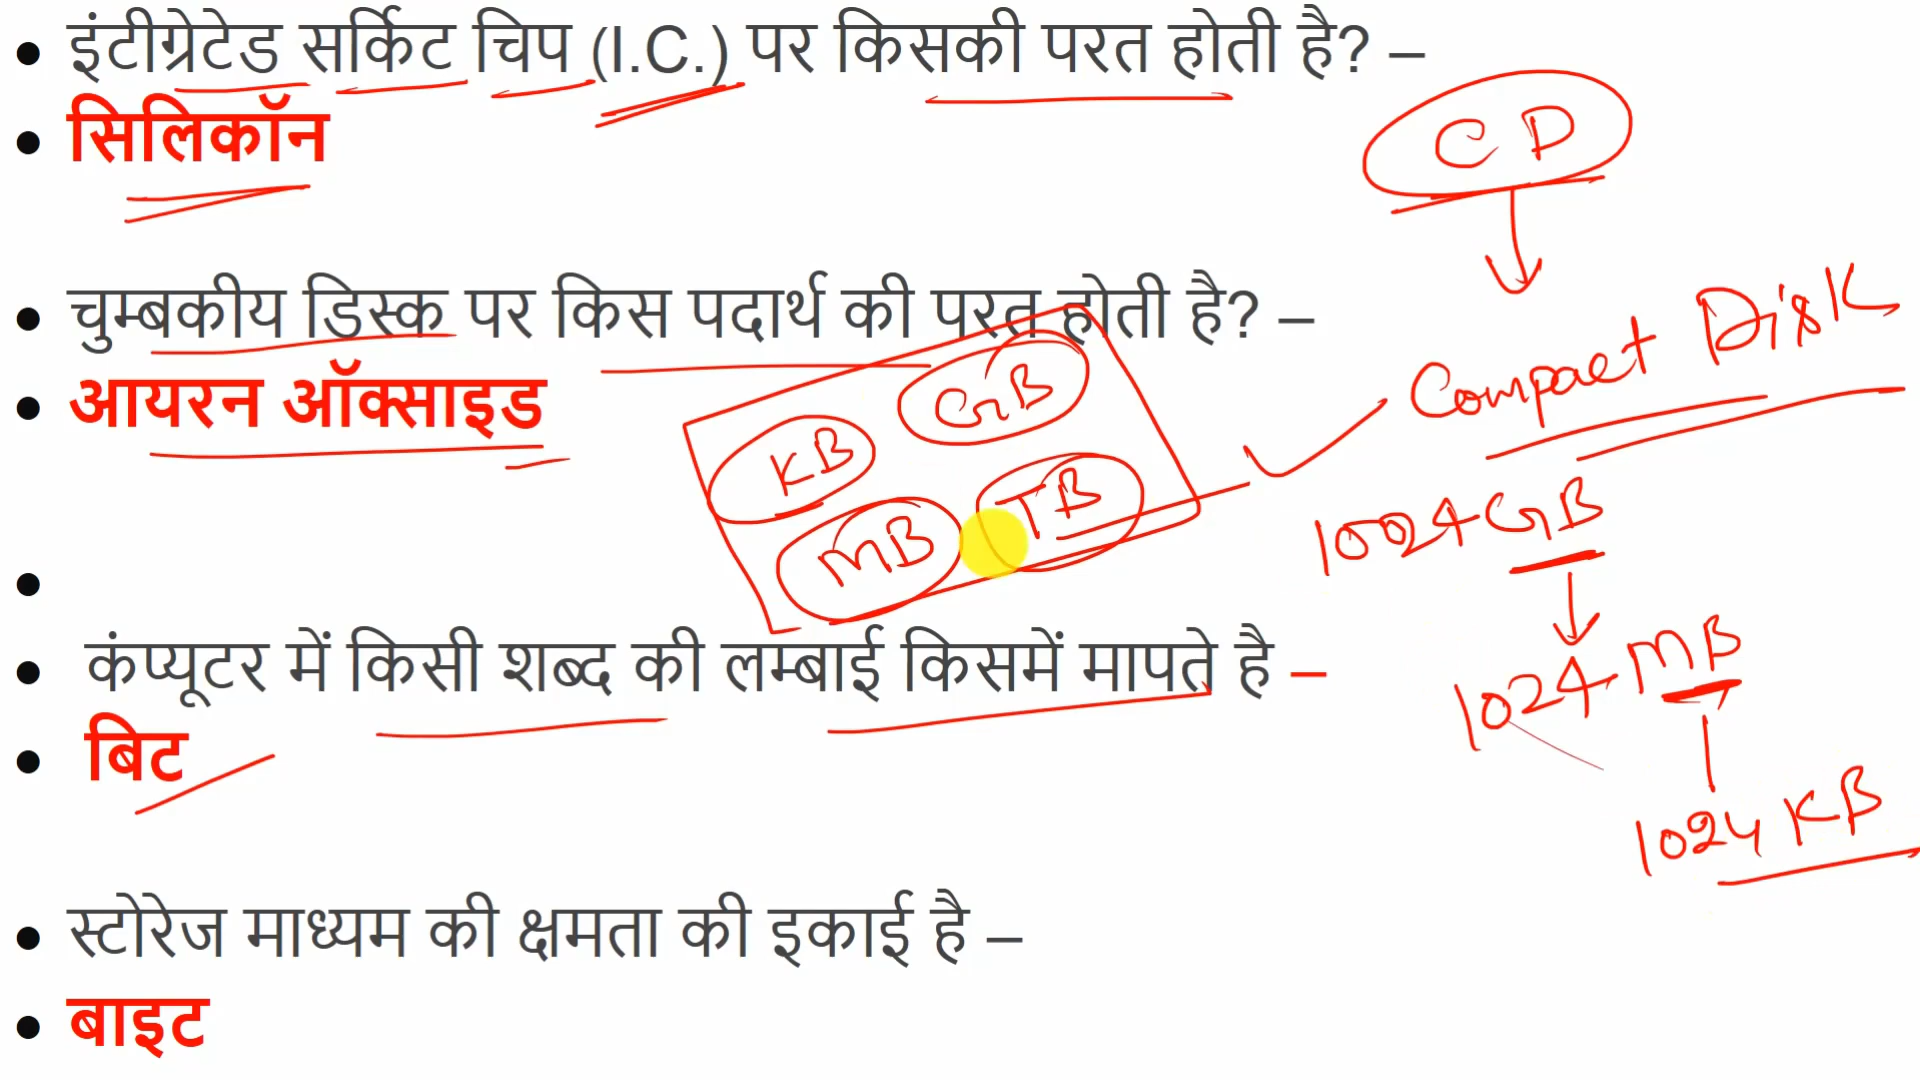 • इंटीग्रेटेड सर्किट चिप (I.C.) पर किसकी परत होती है? –
• सिलिकॉन
• चुम्बकीय डिस्क पर किस पदार्थ की परत होती है? –
• आयरन ऑक्साइड
•
• कंप्यूटर में किसी शब्द की लम्बाई किसमें मापते है –
• बिट
• स्टोरेज माध्यम की क्षमता की इकाई है –
• बाइट
CD
Compact Disk
GB
KB
TB
MB
1024 GB
1024 MB
1024 KB